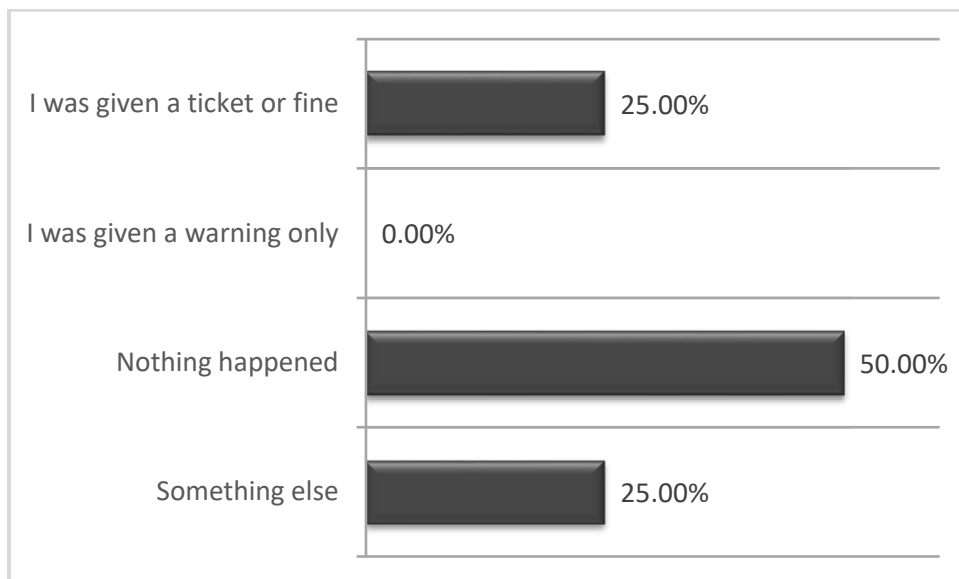 I was given a ticket or fine
25.00%
I was given a warning only
0.00%
Nothing happened
50.00%
Something else
25.00%